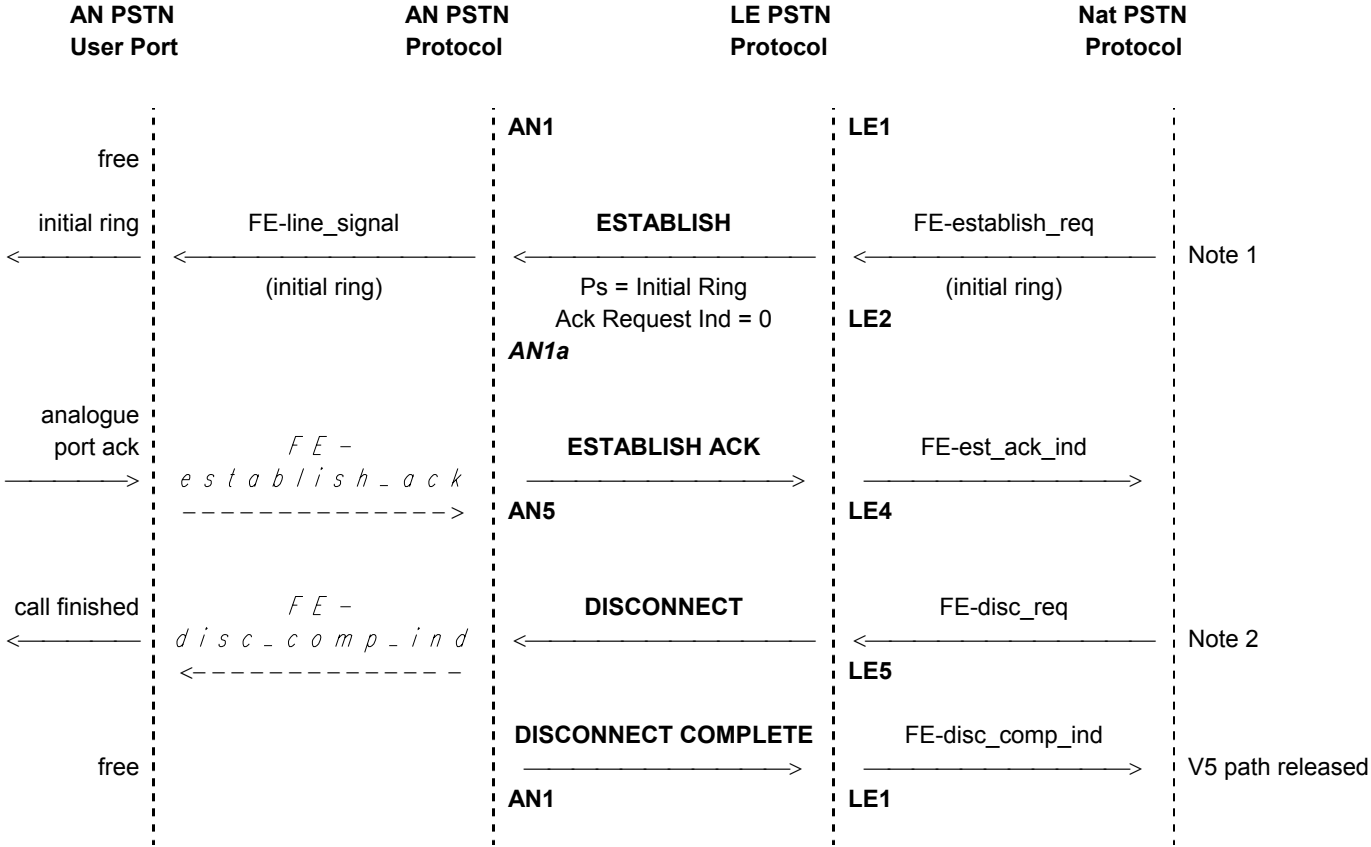 AN PSTN AN PSTN LE PSTN Nat PSTN
User Port Protocol Protocol Protocol
AN1 LE1
free
initial ring FE-line_signal ESTABLISH FE-establish_req
Note 1
(initial ring) Ps = Initial Ring (initial ring)
Ack Request Ind = 0 LE2
AN1a
analogue
port ack FE- ESTABLISH ACK FE-est_ack_ind
establish_ack
AN5 LE4
call finished FE- DISCONNECT FE-disc_req
disc_comp_ind Note 2
LE5
DISCONNECT COMPLETE FE-disc_comp_ind
free V5 path released
AN1 LE1